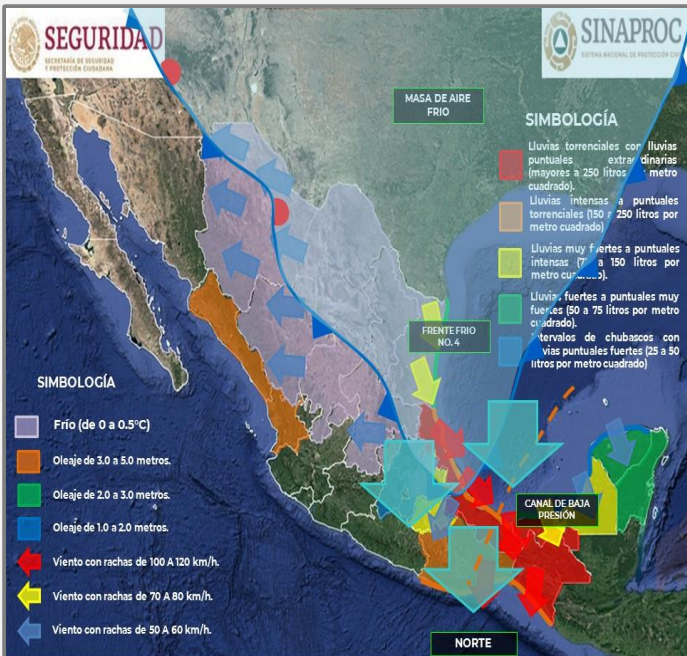 SEGURIDAD
SECRETARÍA DE SEGURIDAD
Y PROTECCIÓN CIUDADANA
SINAPROC
SISTEMA NACIONAL DE PROTECCIÓN
MASA DE AIRE
FRIO
SIMBOLOGÍA
Lluvias torrenciales con lluvias
puntuales extraordinarias
(mayores a 250 litros metro
cuadrado).
Lluvias intensas a puntuales
torrenciales (150 a 250 litros por
metro cuadrado)
Lluvias muy fuertes a puntuales
intensas a 150 litros por
metro cuadrado).
Lluvias fuertes a puntuales muy
fuertes (50 a 75 litros por metro
cuadrado).
Intervalos de chubascos con
lluvias puntuales fuertes (25 a 50
litros por metro cuadrado)
FRENTE FRIO
NO. 4
SIMBOLOGÍA
Frío (de 0 a 0.5°C)
Oleaje de 3.0 a 5.0 metros.
Oleaje de 2.0 a 3.0 metros.
Oleaje de 1.0 a 2.0 metros.
Viento con rachas de 100 A 120 km/h.
Viento con rachas de 70 A 80 km/h.
Viento con rachas de 50 A 60 km/h.
CANAL DE BAJA
PRESIÓN
NORTE